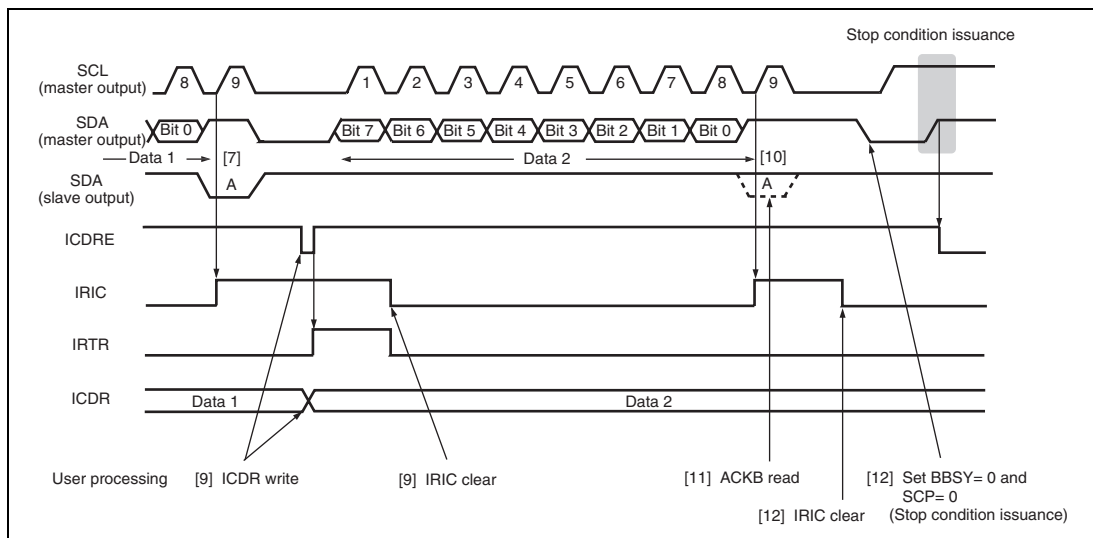 Stop condition issuance
SCL
(master output)
8 9 1 2 3 4 5 6 7 8 9
SDA
(master output)
Bit 0 Bit 7 Bit 6 Bit 5 Bit 4 Bit 3 Bit 2 Bit 1 Bit 0
Data 1 [7] Data 2 [10]
SDA
(slave output)
A A
ICDRE
IRIC
IRTR
ICDR
Data 1 Data 2
User processing [9] ICDR write [9] IRIC clear [11] ACKB read [12] Set BBSY= 0 and
SCP= 0
[12] IRIC clear (Stop condition issuance)